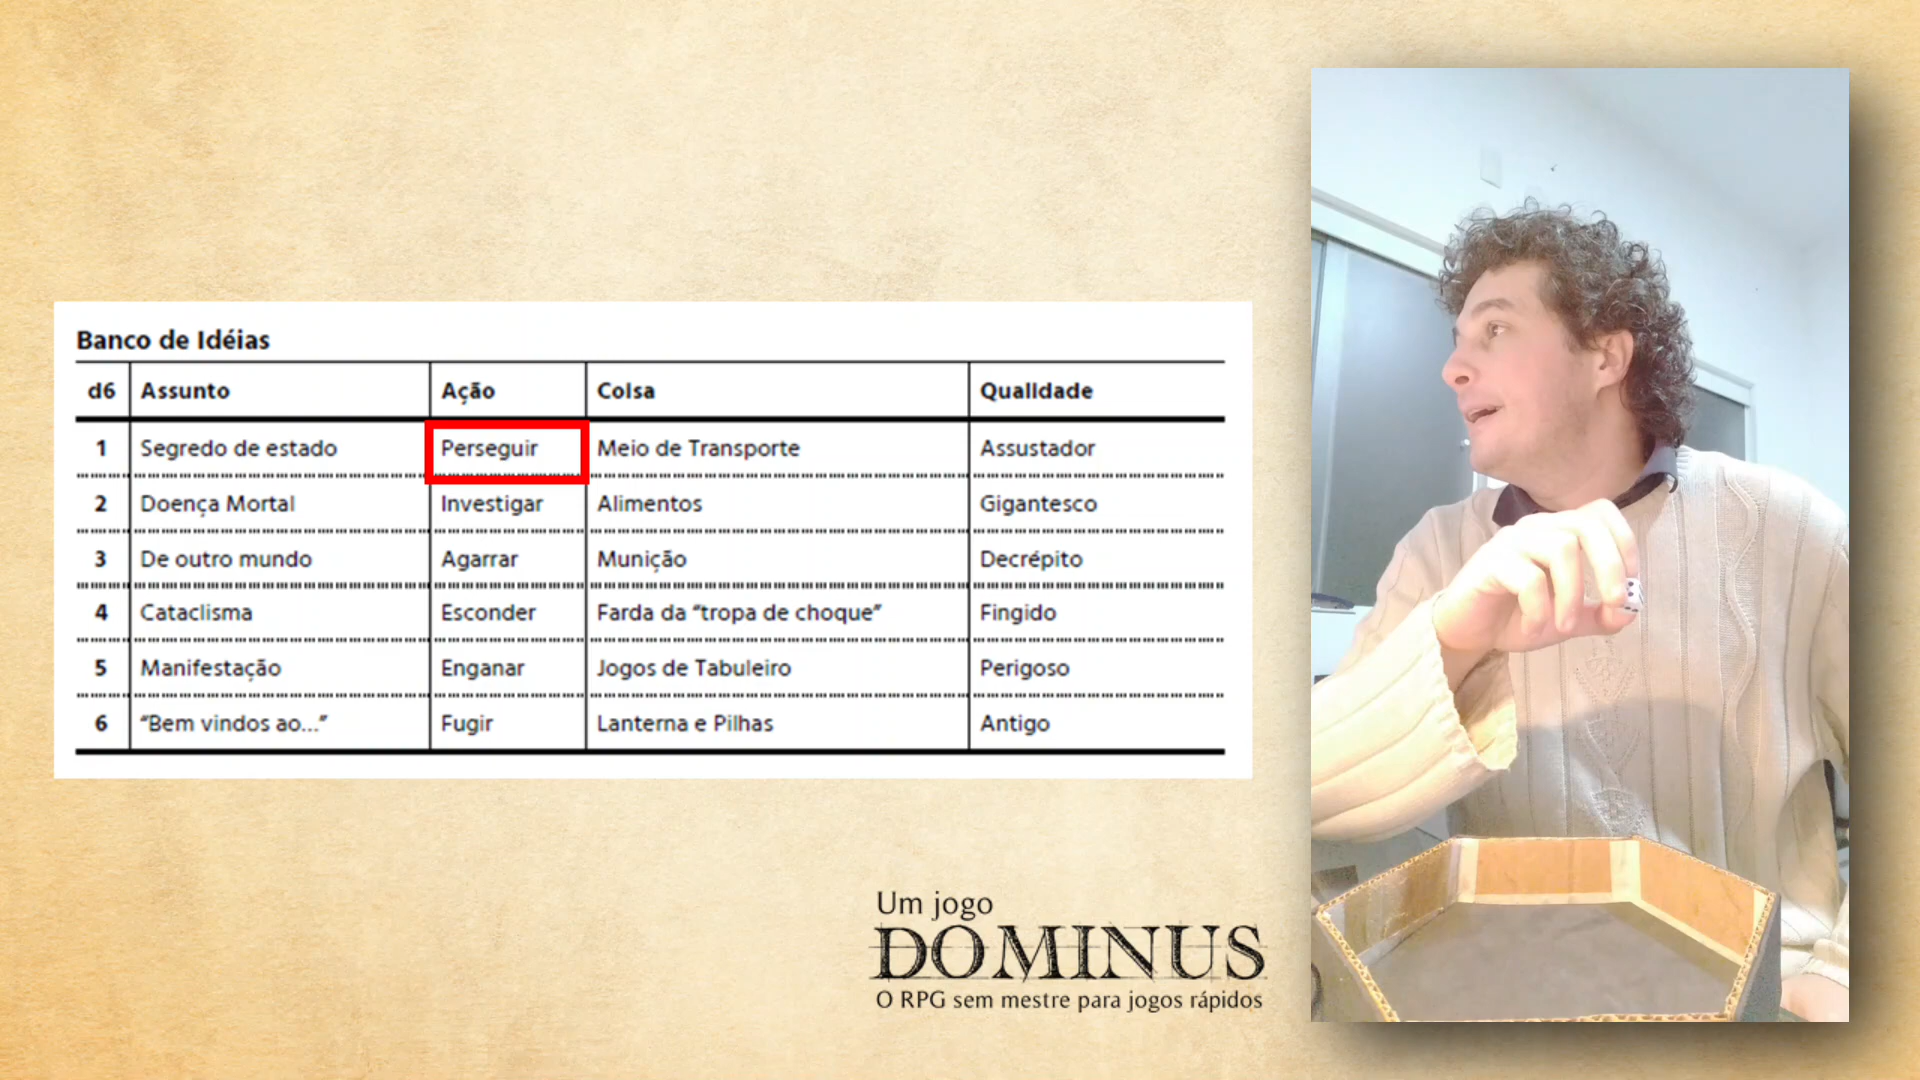 Banco de Idéias
d6 Assunto Ação Coisa Qualidade
1 Segredo de estado Perseguir Meio de Transporte Assustador
2 Doença Mortal Investigar Alimentos Gigantesco
3 De outro mundo Agarrar Munição Decrépito
4 Cataclisma Esconder Farda da “tropa de choque” Fingido
5 Manifestação Enganar Jogos de Tabuleiro Perigoso
6 “Bem vindos ao...” Fugir Lanterna e Pilhas Antigo
Um jogo
DOMINUS
O RPG sem mestre para jogos rápidos